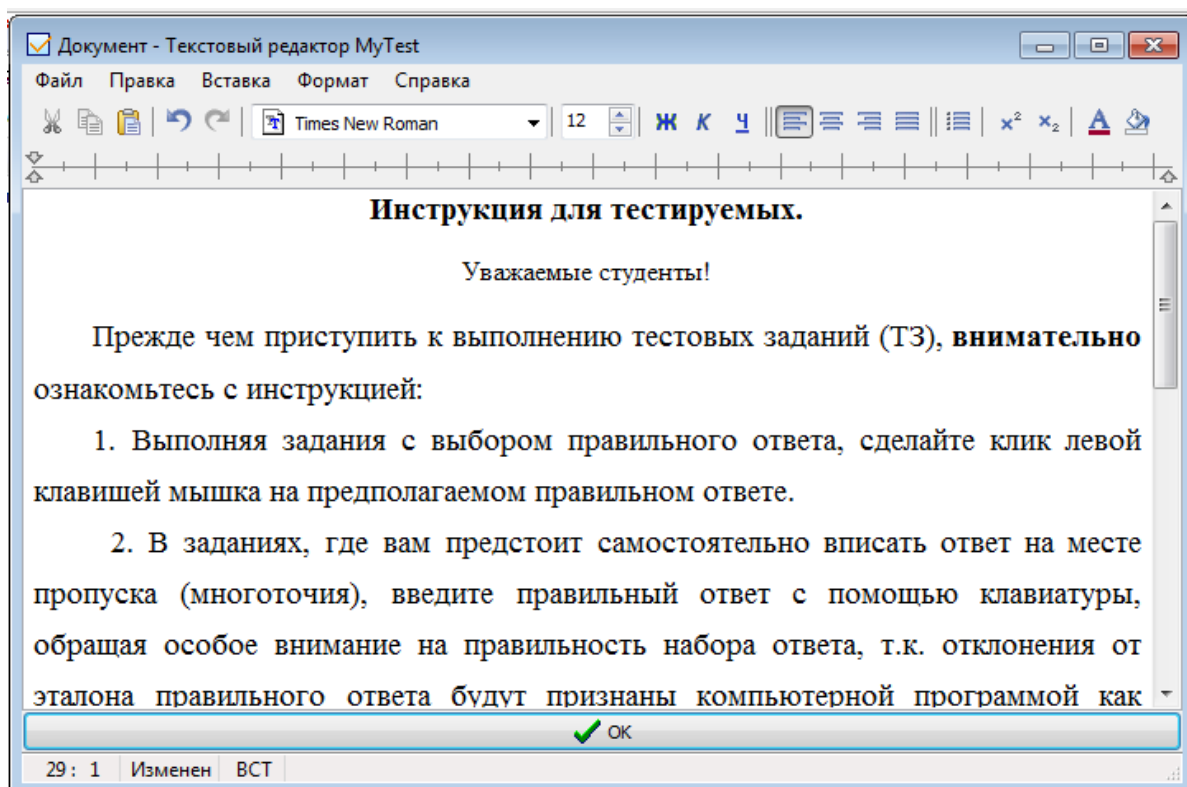 Документ - Текстовый редактор MyTest
Файл Правка Вставка Формат Справка
Times New Roman 12 Ж К Ч x² x₂ A
Инструкция для тестируемых.
Уважаемые студенты!
Прежде чем приступить к выполнению тестовых заданий (ТЗ), внимательно
ознакомьтесь с инструкцией:
1. Выполняя задания с выбором правильного ответа, сделайте клик левой
клавишей мышка на предполагаемом правильном ответе.
2. В заданиях, где вам предстоит самостоятельно вписать ответ на месте
пропуска (многоточия), введите правильный ответ с помощью клавиатуры,
обращая особое внимание на правильность набора ответа, т.к. отклонения от
эталона правильного ответа будут признаны компьютерной программой как
OK
29: 1 Изменен ВСТ